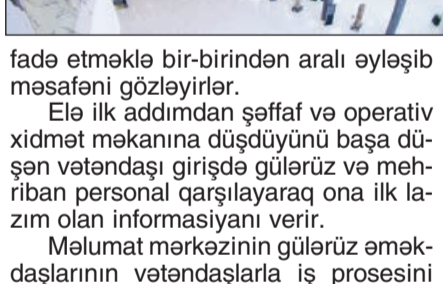 fadə etməklə bir-birindən aralı əyləşib
məsafəni gözləyirlər.
Elə ilk addımdan şəffaf və operativ
xidmət məkanına düşdüyünü başa dü-
şən vətəndaşı girişdə gülərüz və meh-
riban personal qarşılayaraq ona ilk la-
zım olan informasiyanı verir.
Məlumat mərkəzinin gülərüz əmək-
daşlarının vətəndaşlarla iş prosesini